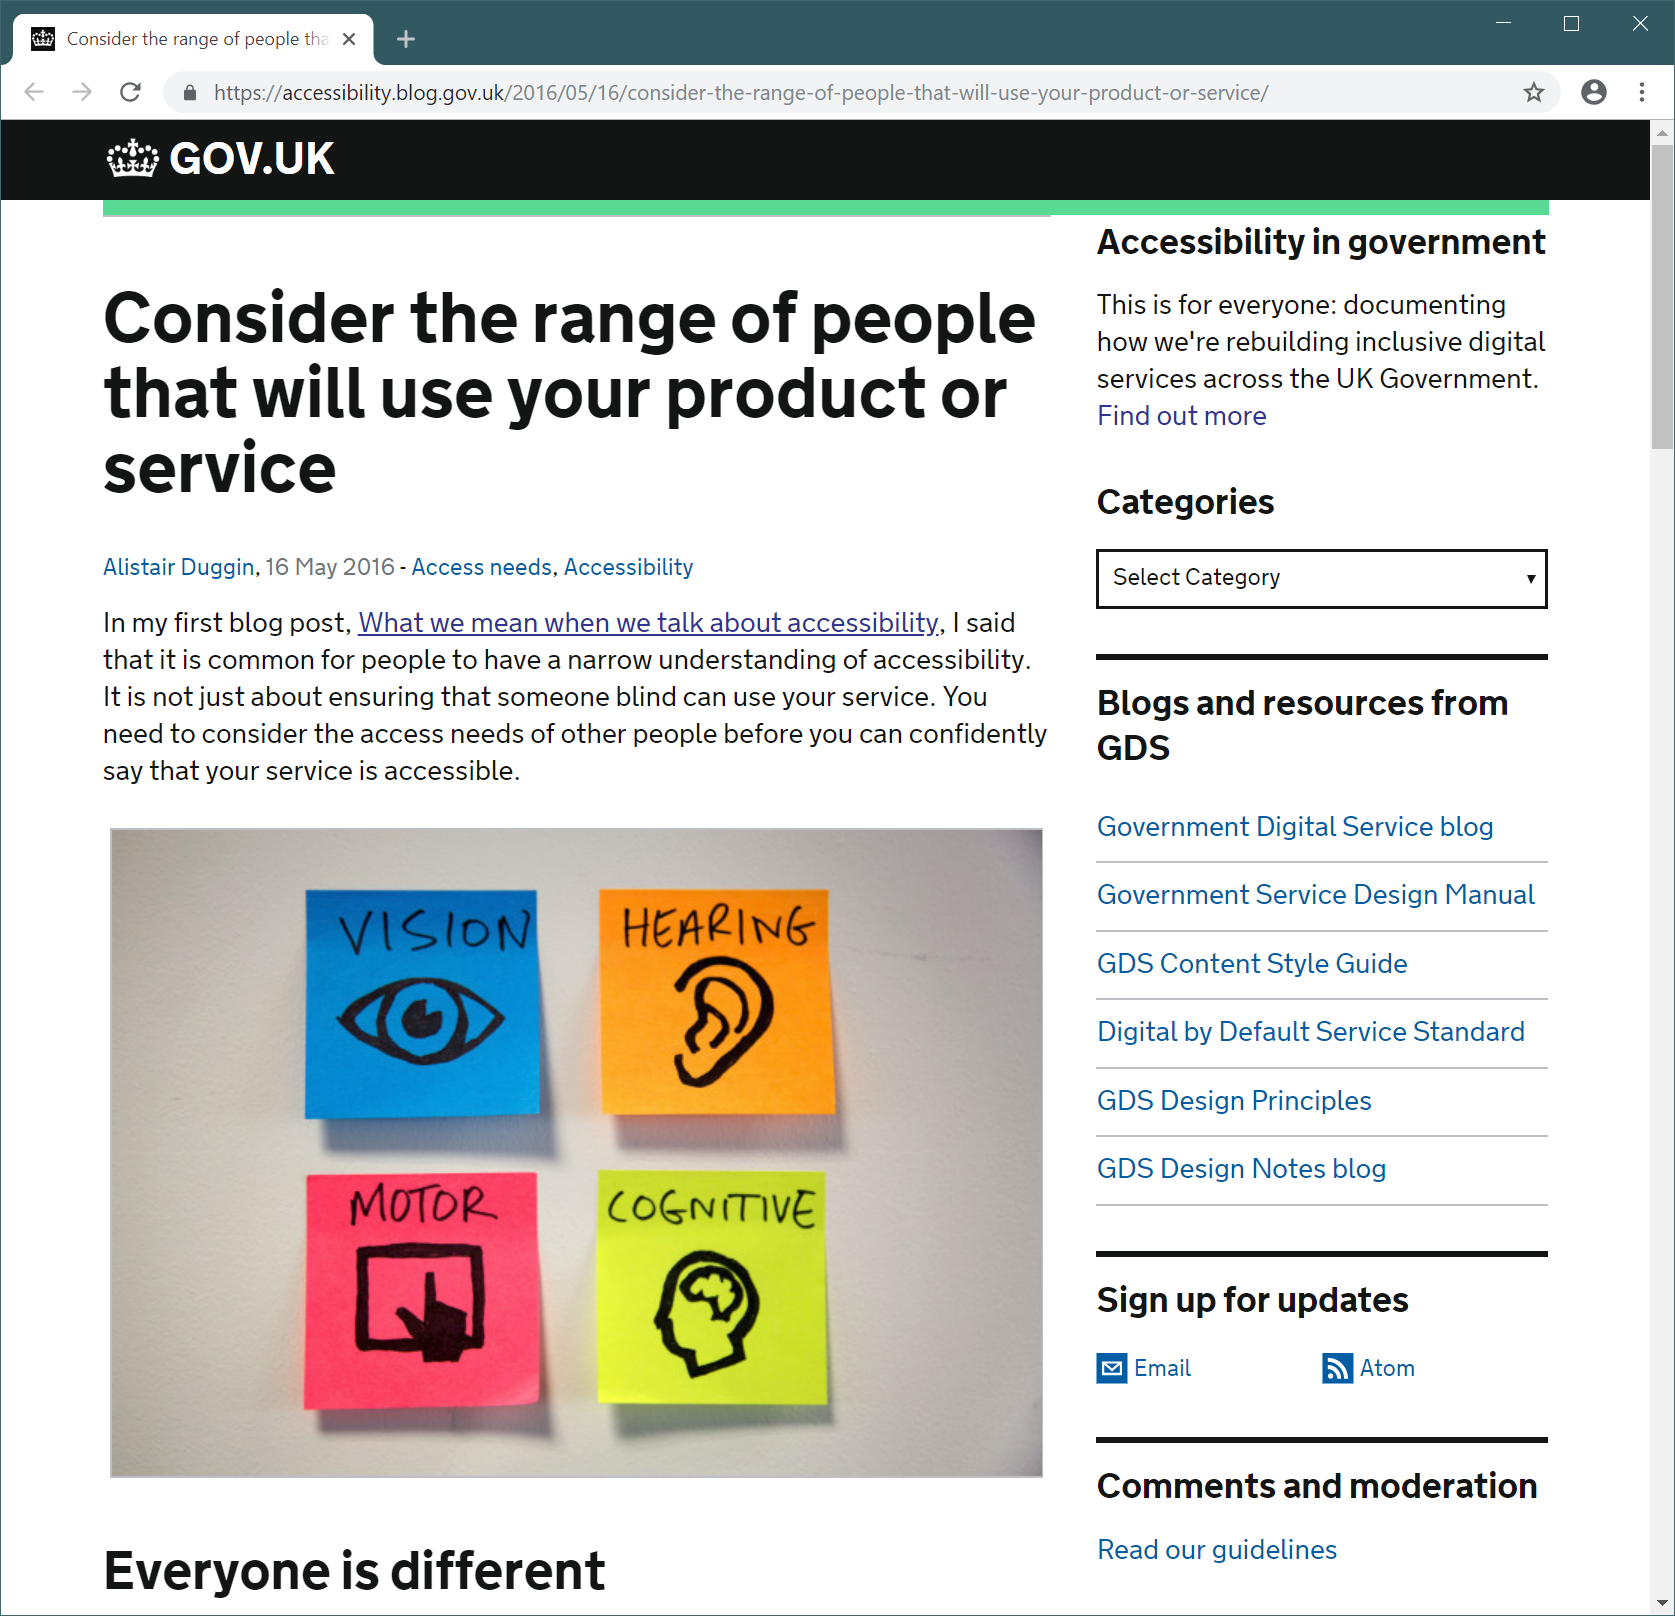 Consider the range of people tha
https://accessibility.blog.gov.uk/2016/05/16/consider-the-range-of-people-that-will-use-your-product-or-service/
GOV.UK
Consider the range of people
that will use your product or
service
Alistair Duggin, 16 May 2016 - Access needs, Accessibility
In my first blog post, What we mean when we talk about accessibility, I said
that it is common for people to have a narrow understanding of accessibility.
It is not just about ensuring that someone blind can use your service. You
need to consider the access needs of other people before you can confidently
say that your service is accessible.
VISION
HEARING
MOTOR
COGNITIVE
Everyone is different
Accessibility in government
This is for everyone: documenting
how we're rebuilding inclusive digital
services across the UK Government.
Find out more
Categories
Select Category
Blogs and resources from
GDS
Government Digital Service blog
Government Service Design Manual
GDS Content Style Guide
Digital by Default Service Standard
GDS Design Principles
GDS Design Notes blog
Sign up for updates
Email
Atom
Comments and moderation
Read our guidelines